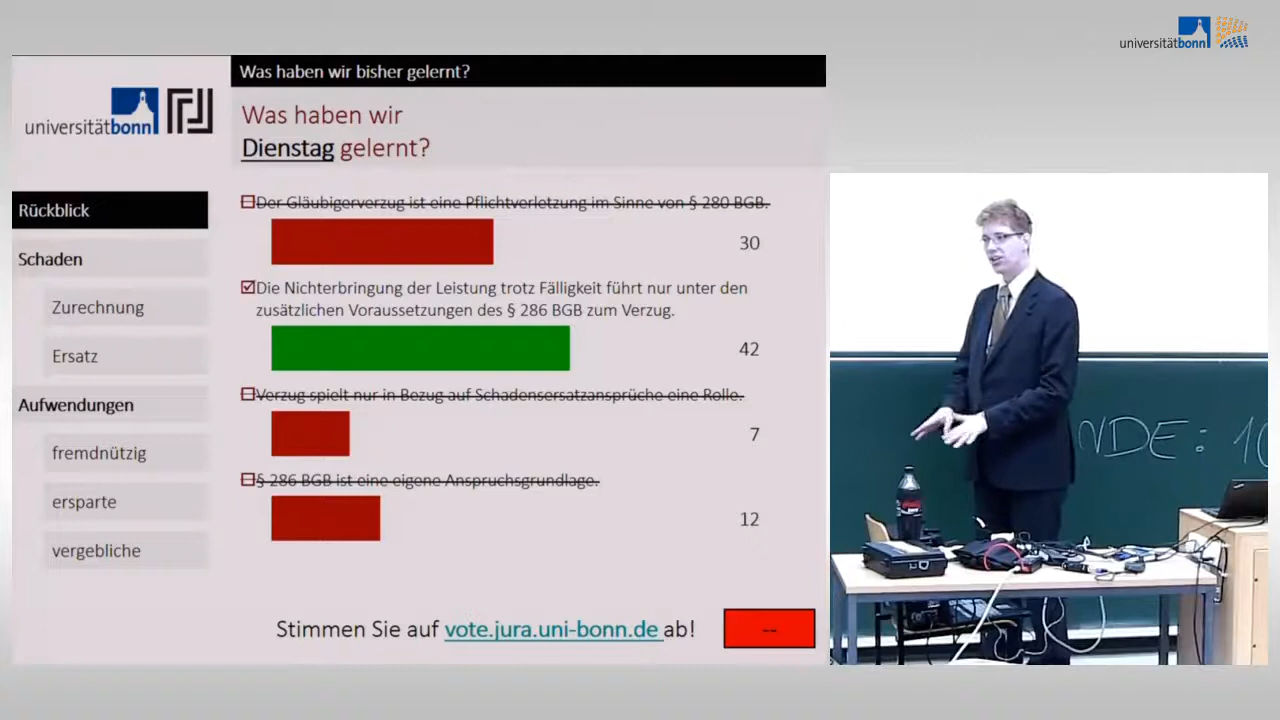 universitätbonn
Was haben wir bisher gelernt?
universitätbonn
Was haben wir
Dienstag gelernt?
Rückblick
Schaden
Zurechnung
Ersatz
Aufwendungen
fremdnützig
ersparte
vergebliche
Der Gläubigerverzug ist eine Pflichtverletzung im Sinne von § 280 BGB.
30
Die Nichterbringung der Leistung trotz Fälligkeit führt nur unter den
zusätzlichen Voraussetzungen des § 286 BGB zum Verzug.
42
Verzug spielt nur in Bezug auf Schadensersatzansprüche eine Rolle.
7
§ 286 BGB ist eine eigene Anspruchsgrundlage.
12
Stimmen Sie auf vote.jura.uni-bonn.de ab!
--
NDE: 10